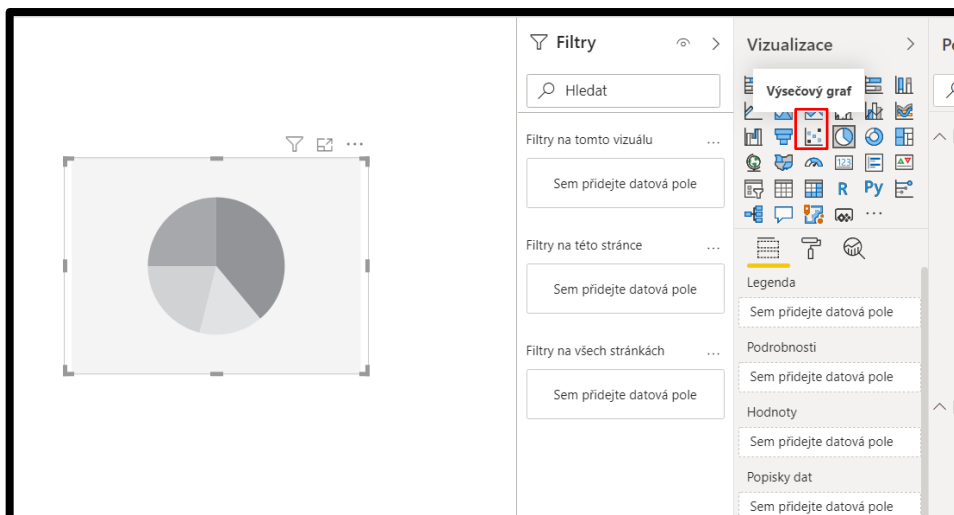 Filtry
Hledat
Filtry na tomto vizuálu
...
Sem přidejte datová pole
Filtry na této stránce
...
Sem přidejte datová pole
Filtry na všech stránkách
...
Sem přidejte datová pole
Vizualizace
Výsečový graf
123
R
Py
...
Legenda
Sem přidejte datová pole
Podrobnosti
Sem přidejte datová pole
Hodnoty
Sem přidejte datová pole
Popisky dat
Sem přidejte datová pole